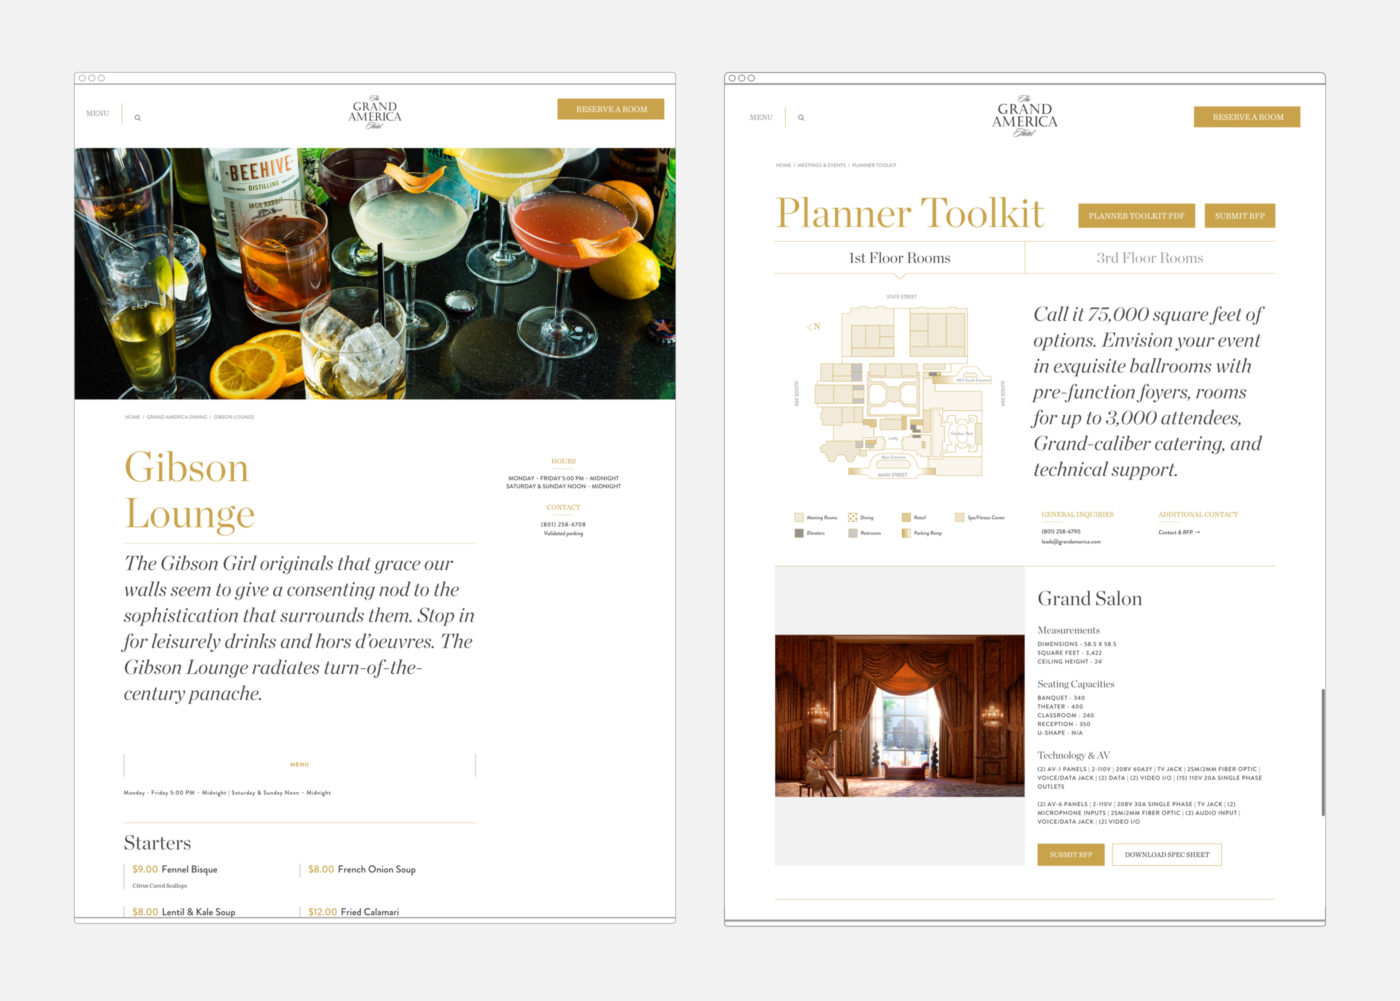 MENU
The
GRAND
AMERICA
Hotel
RESERVE A ROOM
BEEHIVE
DISTILLING
JACK RABBIT
HOME / GRAND AMERICA DINING / GIBSON LOUNGE
Gibson
Lounge
The Gibson Girl originals that grace our
walls seem to give a consenting nod to the
sophistication that surrounds them. Stop in
for leisurely drinks and hors d'oeuvres. The
Gibson Lounge radiates turn-of-the-
century panache.
HOURS
MONDAY - FRIDAY 5:00 PM - MIDNIGHT
SATURDAY & SUNDAY NOON - MIDNIGHT
CONTACT
(801) 258-6708
Validated parking
MENU
Monday - Friday 5:00 PM - Midnight | Saturday & Sunday Noon - Midnight
Starters
$9.00 Fennel Bisque
Citrus Cured Scallops
$8.00 French Onion Soup
$8.00 Lentil & Kale Soup
$12.00 Fried Calamari
MENU
The
GRAND
AMERICA
Hotel
RESERVE A ROOM
HOME / MEETINGS & EVENTS / PLANNER TOOLKIT
Planner Toolkit
PLANNER TOOLKIT PDF
SUBMIT RFP
1st Floor Rooms
3rd Floor Rooms
STATE STREET
N
500 SOUTH
600 SOUTH
Lobby
Main Entrance
MAIN STREET
Call it 75,000 square feet of
options. Envision your event
in exquisite ballrooms with
pre-function foyers, rooms
for up to 3,000 attendees,
Grand-caliber catering, and
technical support.
Meeting Rooms
Dining
Retail
Spa/Fitness Center
Elevators
Restrooms
Parking Ramp
GENERAL INQUIRIES
(801) 258-6790
leads@grandamerica.com
ADDITIONAL CONTACT
Contact & RFP →
Grand Salon
Measurements
DIMENSIONS - 58.5 X 58.5
SQUARE FEET - 3,422
CEILING HEIGHT - 24'
Seating Capacities
BANQUET - 340
THEATER - 400
CLASSROOM - 240
RECEPTION - 350
U-SHAPE - N/A
Technology & AV
(2) AV-1 PANELS | 2-110V | 208V 60A3Y | TV JACK | 25M/2MM FIBER OPTIC |
VOICE/DATA JACK | (2) DATA | (2) VIDEO I/O | (15) 110V 20A SINGLE PHASE
OUTLETS
(2) AV-6 PANELS | 2-110V | 208V 30A SINGLE PHASE | TV JACK | (2)
MICROPHONE INPUTS | 25M/2MM FIBER OPTIC | (2) AUDIO INPUT |
VOICE/DATA JACK | (2) VIDEO I/O
SUBMIT RFP
DOWNLOAD SPEC SHEET